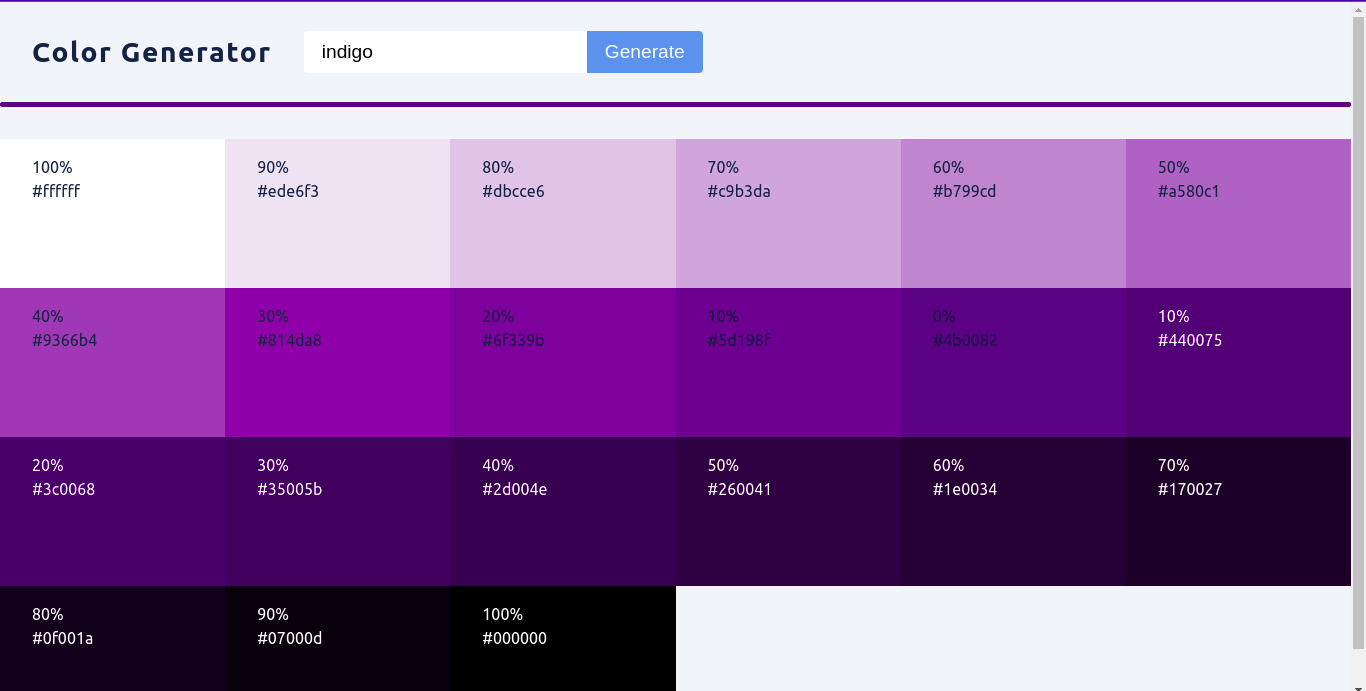 Color Generator
indigo
Generate
100%
#ffffff
90%
#ede6f3
80%
#dbcce6
70%
#c9b3da
60%
#b799cd
50%
#a580c1
40%
#9366b4
30%
#814da8
20%
#6f339b
10%
#5d198f
0%
#4b0082
10%
#440075
20%
#3c0068
30%
#35005b
40%
#2d004e
50%
#260041
60%
#1e0034
70%
#170027
80%
#0f001a
90%
#07000d
100%
#000000